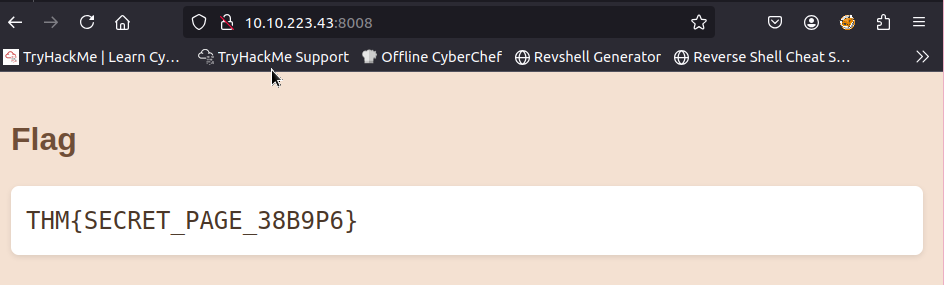 10.10.223.43:8008
TryHackMe | Learn Cy…
TryHackMe Support
Offline CyberChef
Revshell Generator
Reverse Shell Cheat S…
Flag
THM{SECRET_PAGE_38B9P6}